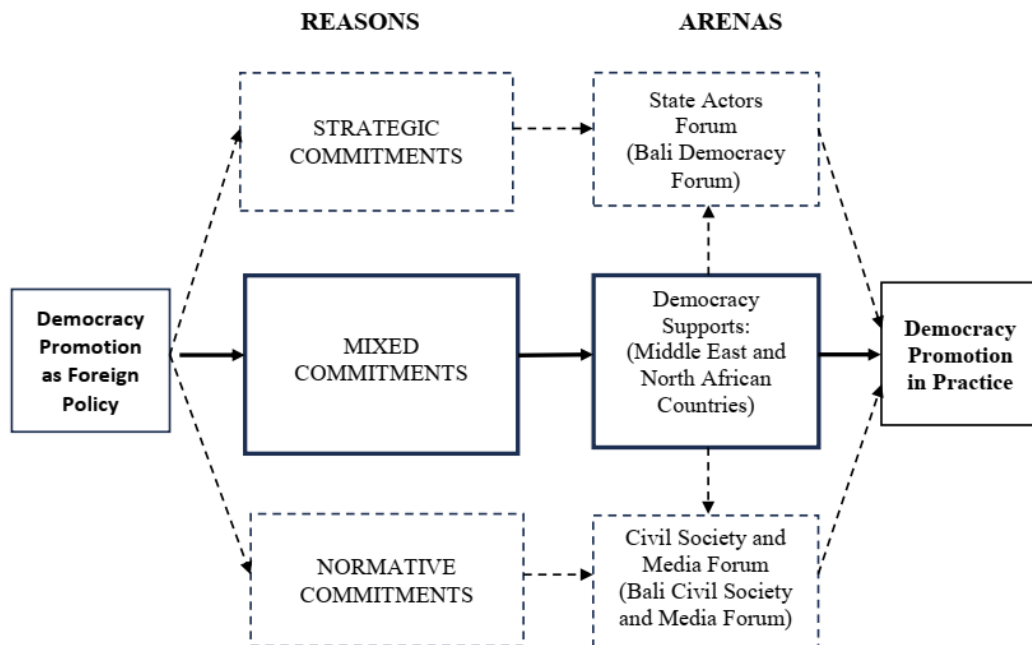 REASONS
ARENAS
STRATEGIC
COMMITMENTS
State Actors
Forum
(Bali Democracy
Forum)
Democracy
Promotion
as Foreign
Policy
MIXED
COMMITMENTS
Democracy
Supports:
(Middle East and
North African
Countries)
Democracy
Promotion
in Practice
NORMATIVE
COMMITMENTS
Civil Society and
Media Forum
(Bali Civil Society
and Media Forum)